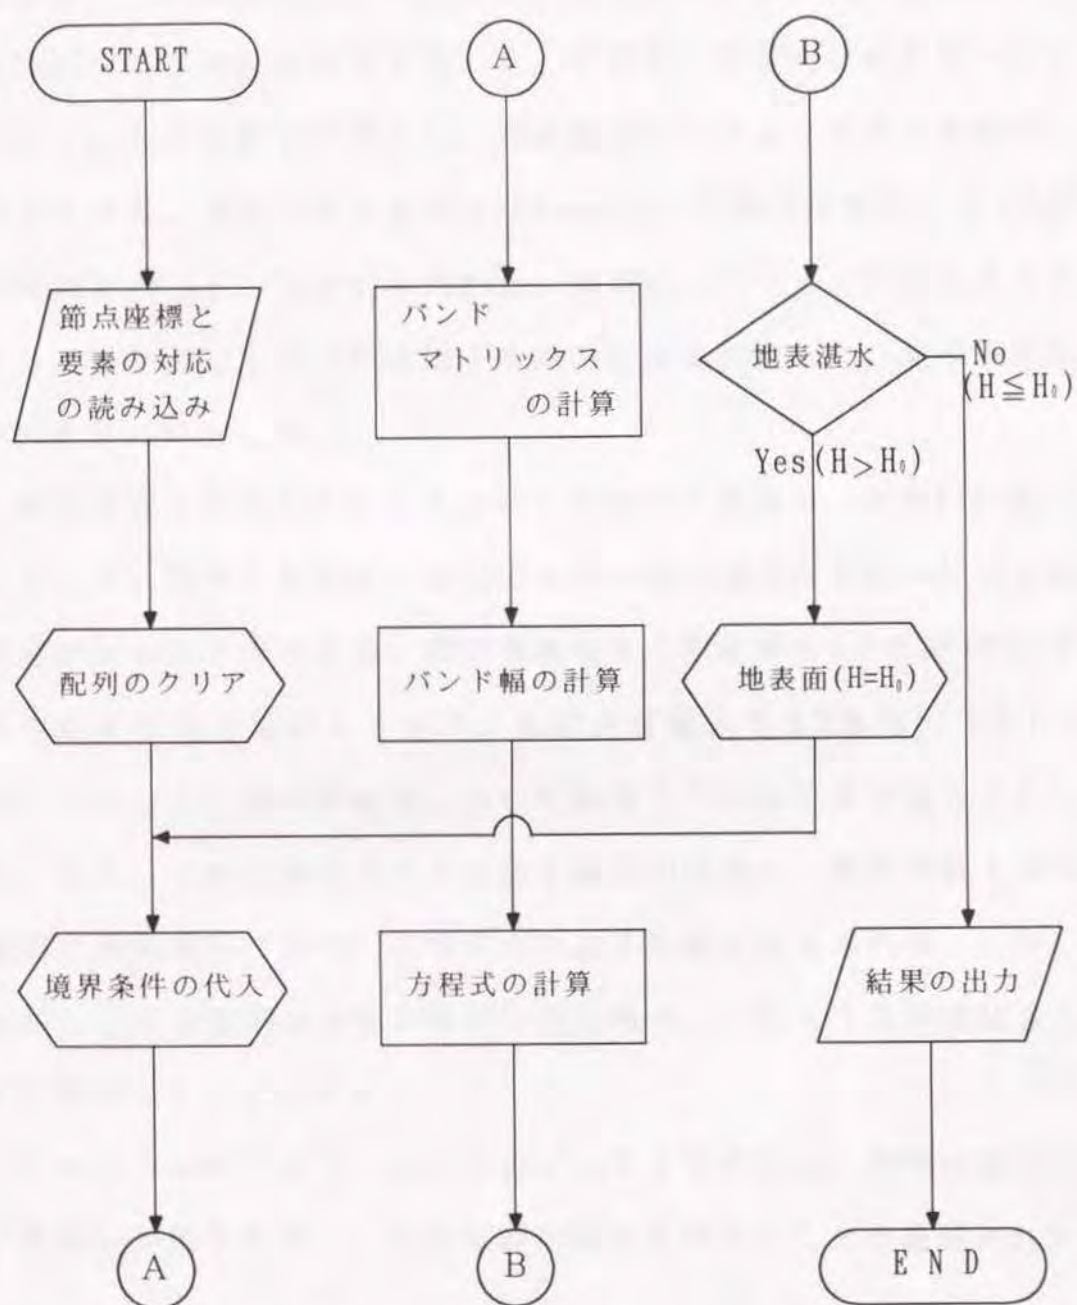 START
節点座標と
要素の対応
の読み込み
配列のクリア
境界条件の代入
A
A
バンド
マトリックス
の計算
バンド幅の計算
方程式の計算
B
B
地表湛水
No
(H≦H₀)
Yes(H>H₀)
地表面(H=H₀)
結果の出力
END